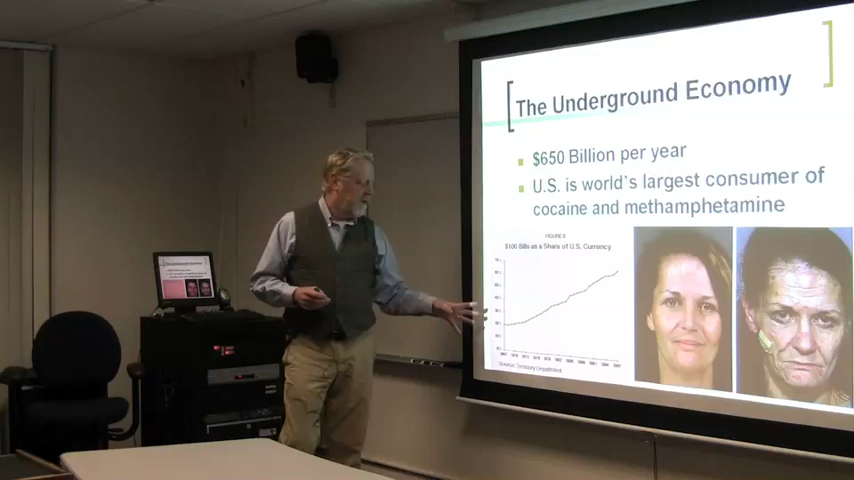 The Underground Economy
$650 Billion per year
U.S. is world's largest consumer of
cocaine and methamphetamine
FIGURE 5
$100 Bills as a Share of U.S. Currency
Source: Treasury Department